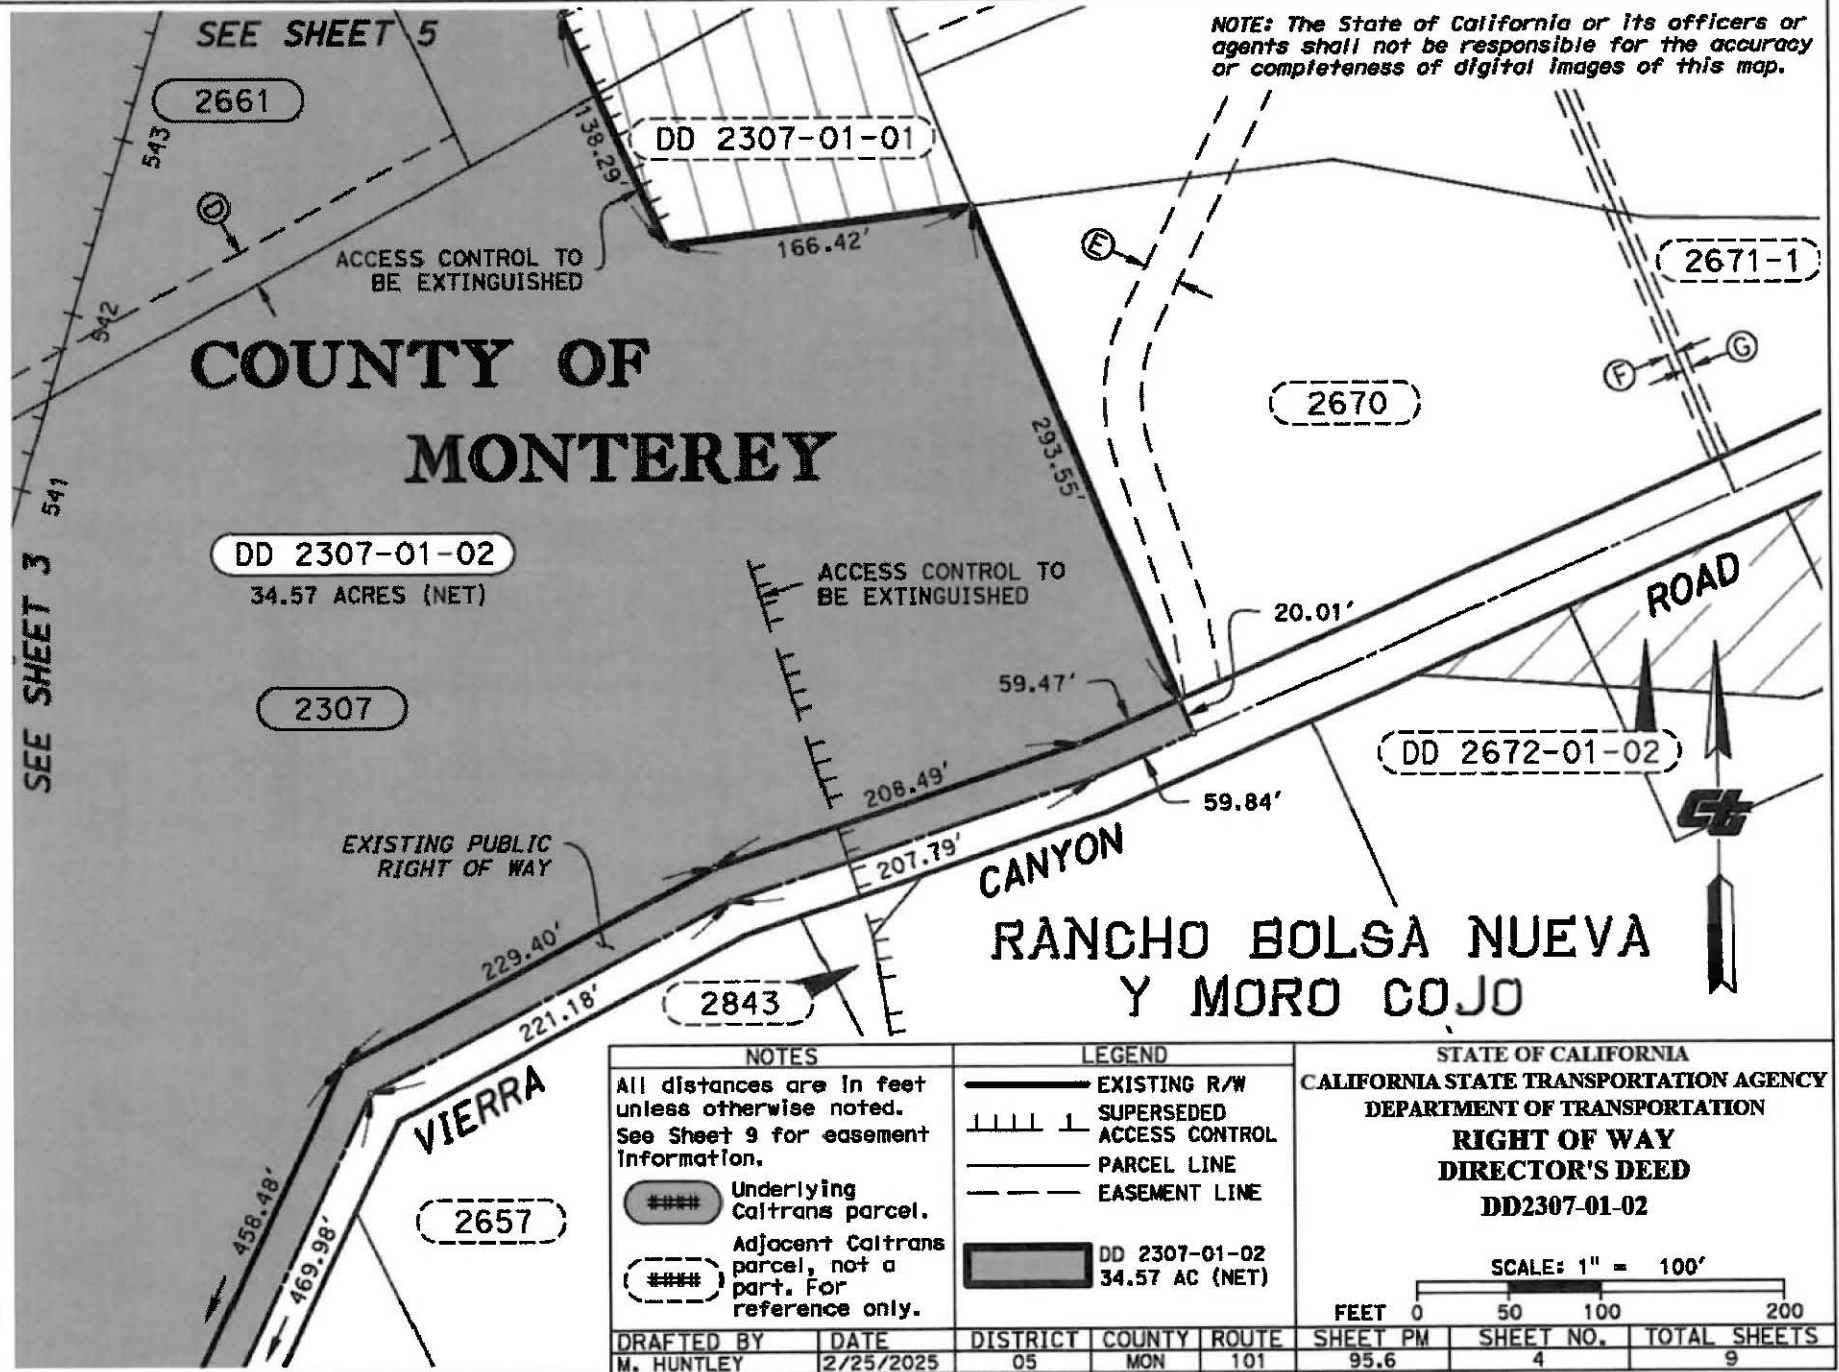 SEE SHEET 5
NOTE: The State of California or its officers or
agents shall not be responsible for the accuracy
or completeness of digital images of this map.
2661
543
DD 2307-01-01
138.29'
D
ACCESS CONTROL TO
BE EXTINGUISHED
166.42'
E
2671-1
542
COUNTY OF
MONTEREY
F
G
2670
293.55'
541
SEE SHEET 3
DD 2307-01-02
34.57 ACRES (NET)
ACCESS CONTROL TO
BE EXTINGUISHED
20.01'
ROAD
59.47'
2307
DD 2672-01-02
208.49'
59.84'
EXISTING PUBLIC
RIGHT OF WAY
207.79'
CANYON
229.40'
RANCHO BOLSA NUEVA
Y MORO COJO
2843
221.18'
VIERRA
458.48'
469.98'
2657
Ct
NOTES
All distances are in feet
unless otherwise noted.
See Sheet 9 for easement
information.
####
Underlying
Caltrans parcel.
####
Adjacent Caltrans
parcel, not a
part. For
reference only.
LEGEND
EXISTING R/W
SUPERSEDED
ACCESS CONTROL
PARCEL LINE
EASEMENT LINE
DD 2307-01-02
34.57 AC (NET)
STATE OF CALIFORNIA
CALIFORNIA STATE TRANSPORTATION AGENCY
DEPARTMENT OF TRANSPORTATION
RIGHT OF WAY
DIRECTOR'S DEED
DD2307-01-02
SCALE: 1" = 100'
FEET 0 50 100 200
DRAFTED BY DATE DISTRICT COUNTY ROUTE SHEET PM SHEET NO. TOTAL SHEETS
M. HUNTLEY 2/25/2025 05 MON 101 95.6 4 9